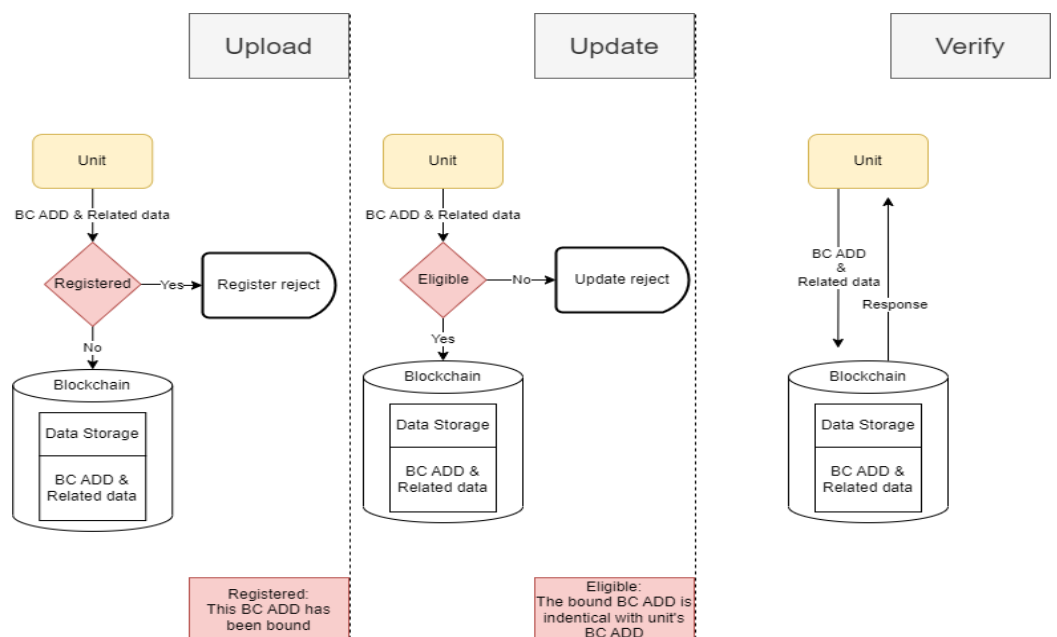 Upload
Unit
BC ADD & Related data
Registered
Yes
Register reject
No
Blockchain
Data Storage
BC ADD &
Related data
Registered:
This BC ADD has
been bound
Update
Unit
BC ADD & Related data
Eligible
No
Update reject
Yes
Blockchain
Data Storage
BC ADD &
Related data
Eligible:
The bound BC ADD is
indentical with unit's
BC ADD
Verify
Unit
BC ADD
&
Related data
Response
Blockchain
Data Storage
BC ADD &
Related data